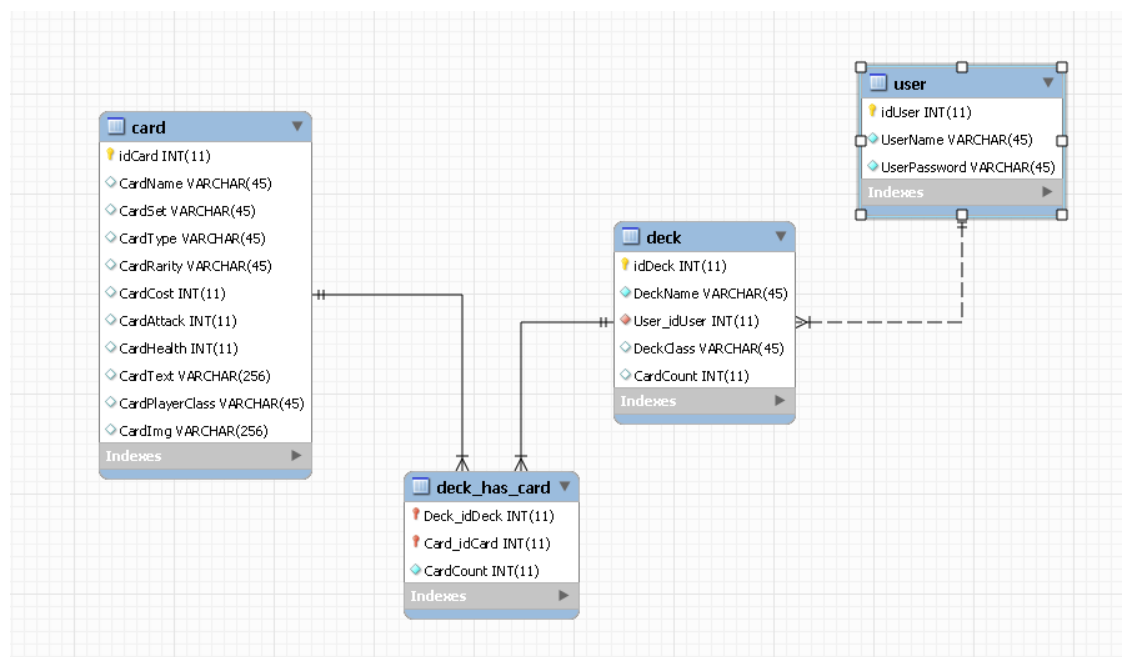 card
idCard INT(11)
CardName VARCHAR(45)
CardSet VARCHAR(45)
CardType VARCHAR(45)
CardRarity VARCHAR(45)
CardCost INT(11)
CardAttack INT(11)
CardHealth INT(11)
CardText VARCHAR(256)
CardPlayerClass VARCHAR(45)
CardImg VARCHAR(256)
Indexes
deck_has_card
Deck_idDeck INT(11)
Card_idCard INT(11)
CardCount INT(11)
Indexes
deck
idDeck INT(11)
DeckName VARCHAR(45)
User_idUser INT(11)
DeckClass VARCHAR(45)
CardCount INT(11)
Indexes
user
idUser INT(11)
UserName VARCHAR(45)
UserPassword VARCHAR(45)
Indexes